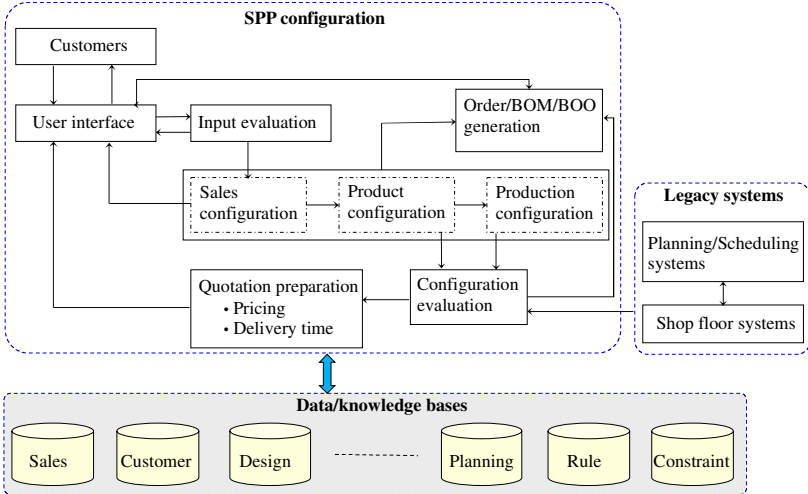 SPP configuration
Customers
User interface
Input evaluation
Order/BOM/BOO
generation
Sales
configuration
Product
configuration
Production
configuration
Quotation preparation
• Pricing
• Delivery time
Configuration
evaluation
Legacy systems
Planning/Scheduling
systems
Shop floor systems
Data/knowledge bases
Sales
Customer
Design
Planning
Rule
Constraint